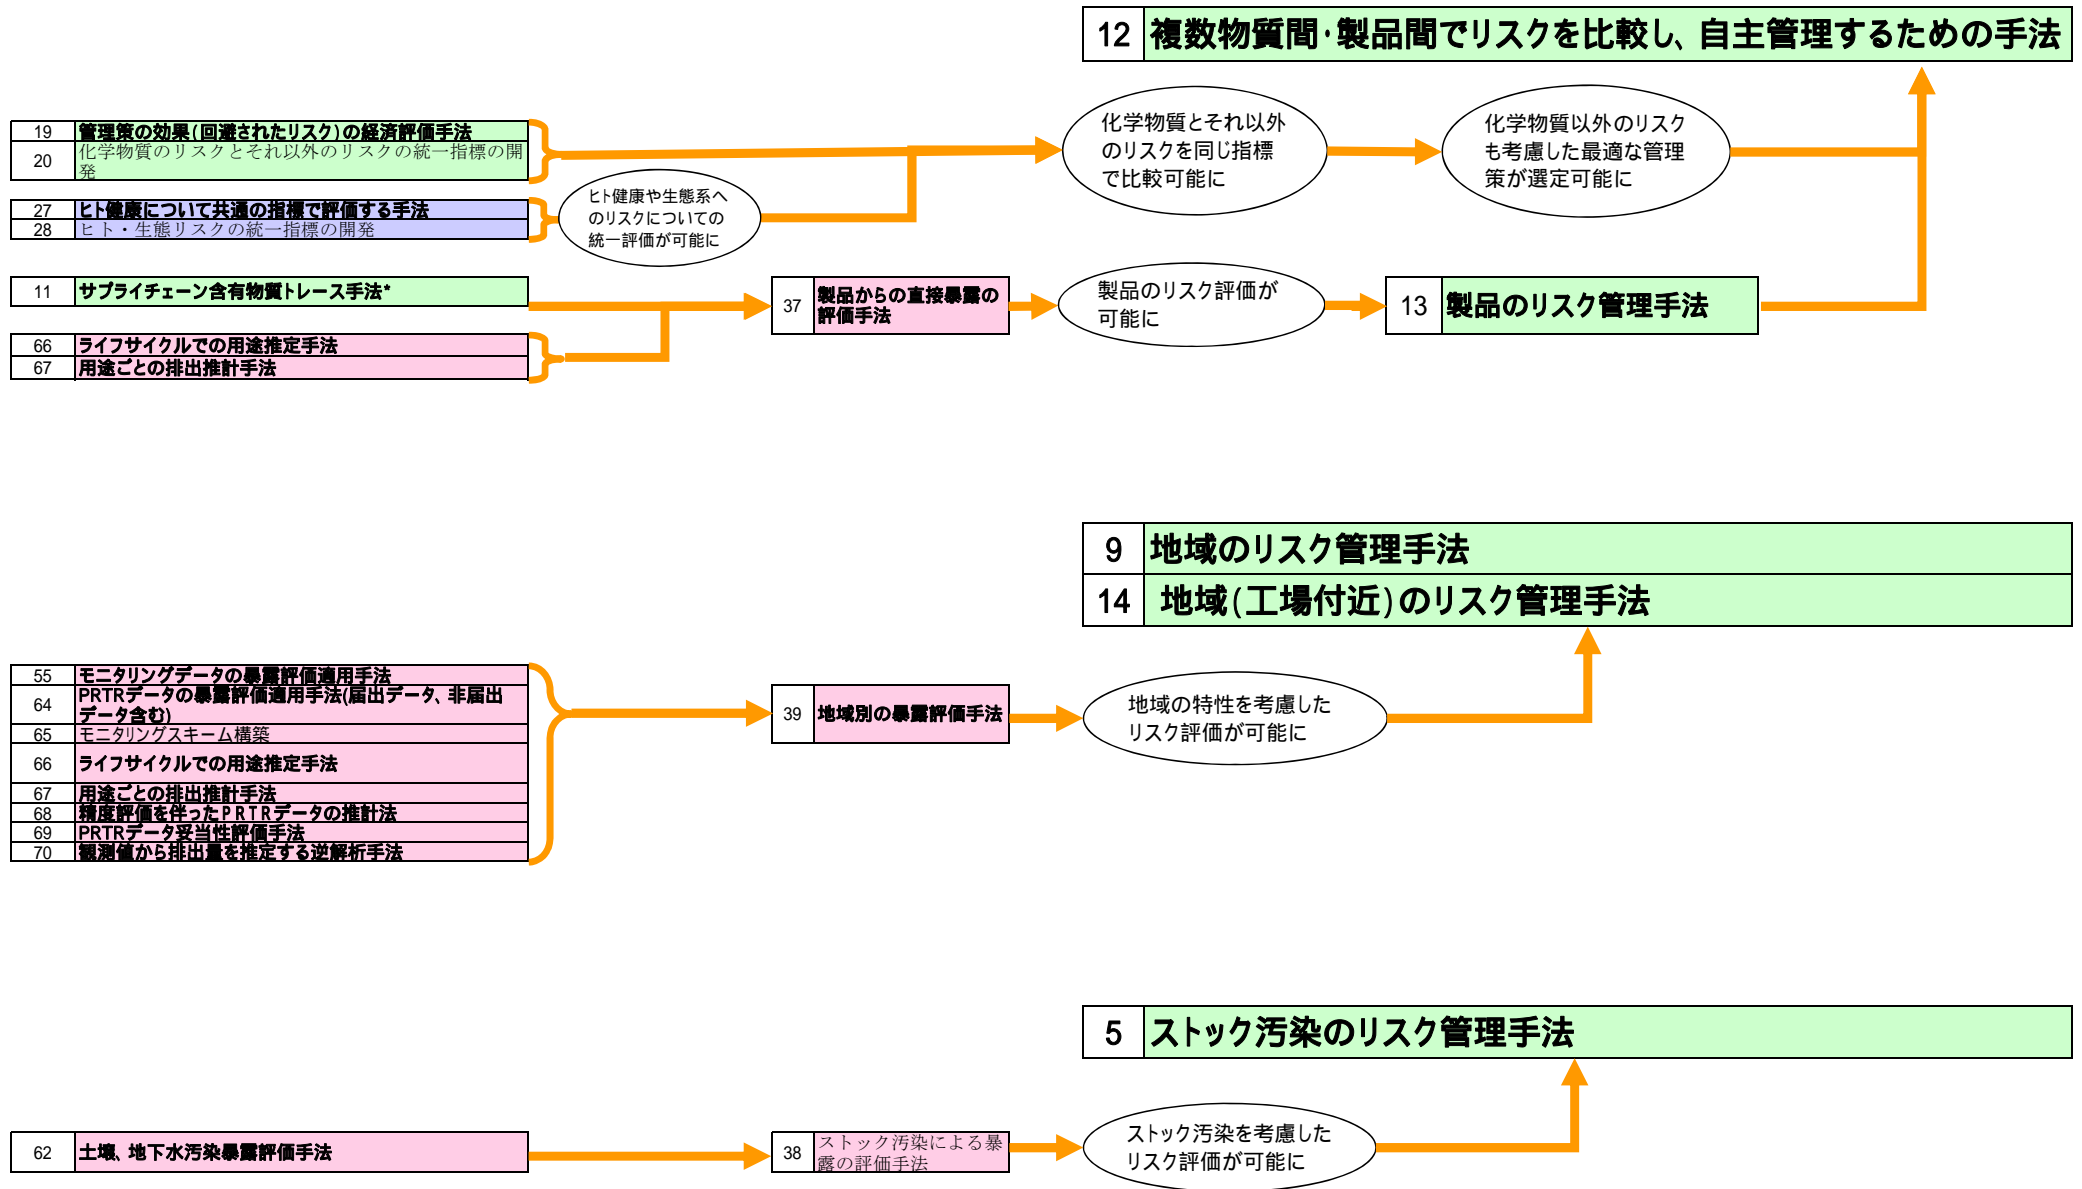 12 複数物質間・製品間でリスクを比較し、自主管理するための手法
19 管理策の効果(回避されたリスク)の経済評価手法
20 化学物質のリスクとそれ以外のリスクの統一指標の開
発
27 ヒト健康について共通の指標で評価する手法
28 ヒト・生態リスクの統一指標の開発
ヒト健康や生態系へ
のリスクについての
統一評価が可能に
化学物質とそれ以外
のリスクを同じ指標
で比較可能に
化学物質以外のリスク
も考慮した最適な管理
策が選定可能に
11 サプライチェーン含有物質トレース手法*
66 ライフサイクルでの用途推定手法
67 用途ごとの排出推計手法
37 製品からの直接暴露の
評価手法
製品のリスク評価が
可能に
13 製品のリスク管理手法
9 地域のリスク管理手法
14 地域(工場付近)のリスク管理手法
55 モニタリングデータの暴露評価適用手法
64 PRTRデータの暴露評価適用手法(届出データ、非届出
データ含む)
65 モニタリングスキーム構築
66 ライフサイクルでの用途推定手法
67 用途ごとの排出推計手法
68 精度評価を伴ったPRTRデータの推計法
69 PRTRデータ妥当性評価手法
70 観測値から排出量を推定する逆解析手法
39 地域別の暴露評価手法
地域の特性を考慮した
リスク評価が可能に
5 ストック汚染のリスク管理手法
62 土壌、地下水汚染暴露評価手法
38 ストック汚染による暴
露の評価手法
ストック汚染を考慮した
リスク評価が可能に